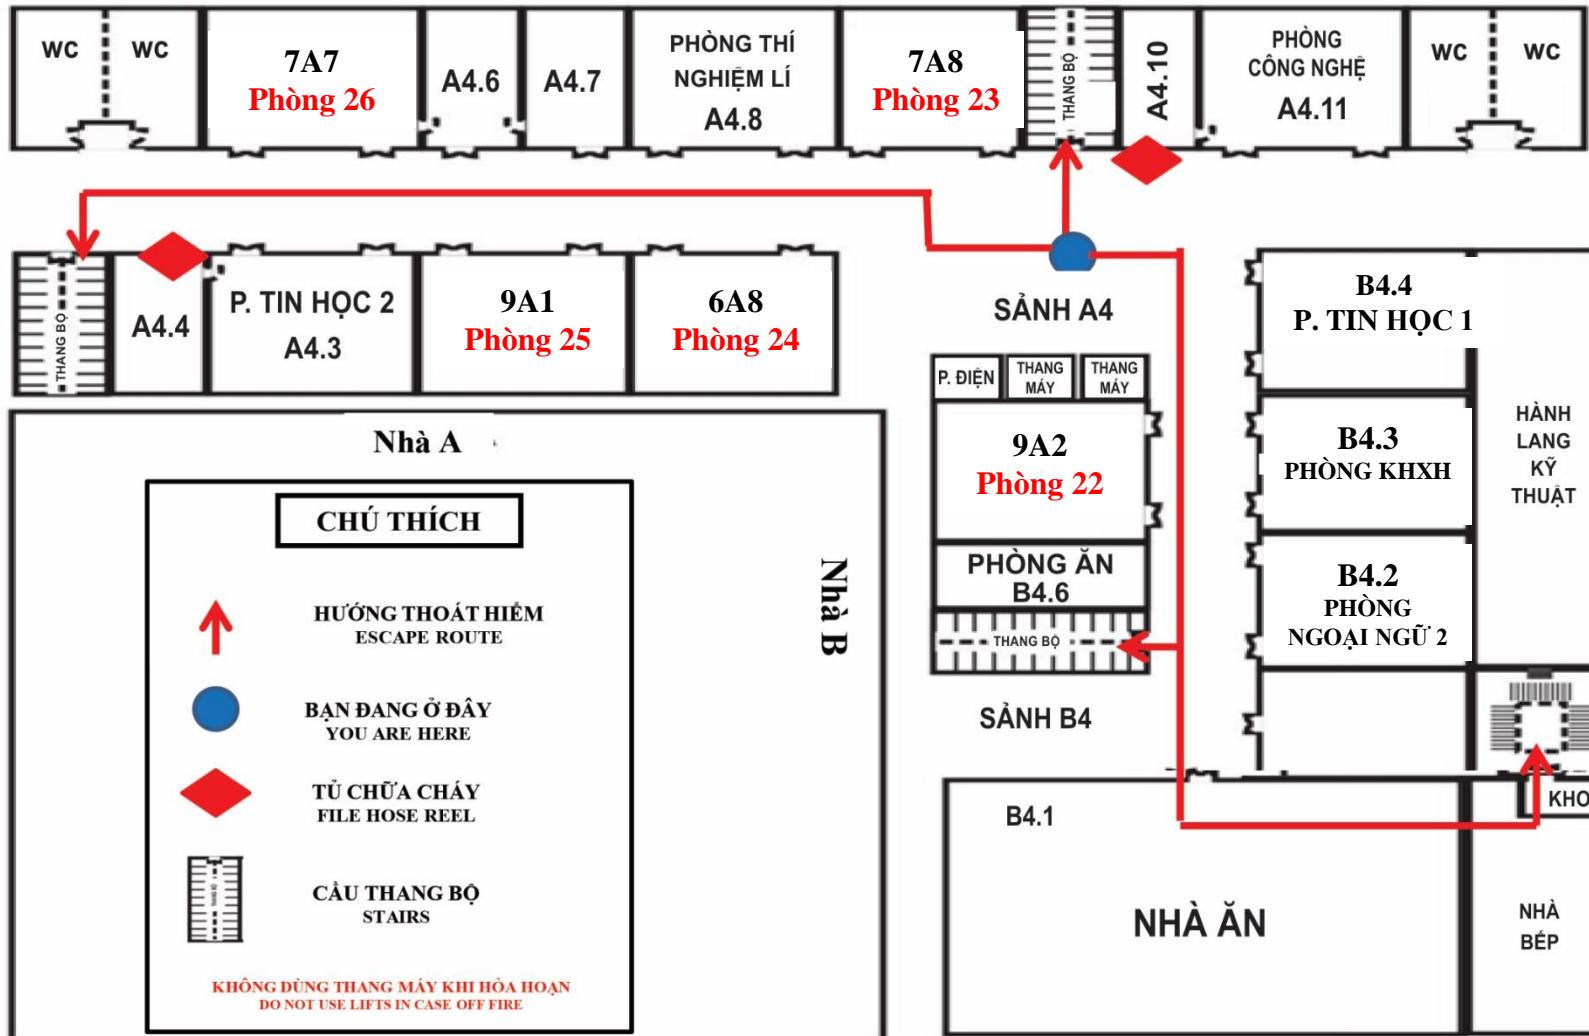 WC
WC
7A7
Phòng 26
A4.6
A4.7
PHÒNG THÍ
NGHIỆM LÍ
A4.8
7A8
Phòng 23
THANG BỘ
A4.10
PHÒNG
CÔNG NGHỆ
A4.11
WC
WC
THANG BỘ
A4.4
P. TIN HỌC 2
A4.3
9A1
Phòng 25
6A8
Phòng 24
SẢNH A4
B4.4
P. TIN HỌC 1
P. ĐIỆN
THANG
MÁY
THANG
MÁY
9A2
Phòng 22
B4.3
PHÒNG KHXH
HÀNH
LANG
KỸ
THUẬT
PHÒNG ĂN
B4.6
THANG BỘ
B4.2
PHÒNG
NGOẠI NGỮ 2
SẢNH B4
B4.1
NHÀ ĂN
KHO
NHÀ
BẾP
Nhà A
Nhà B
CHÚ THÍCH
HƯỚNG THOÁT HIỂM
ESCAPE ROUTE
BẠN ĐANG Ở ĐÂY
YOU ARE HERE
TỦ CHỮA CHÁY
FILE HOSE REEL
THANG BỘ
CẦU THANG BỘ
STAIRS
KHÔNG DÙNG THANG MÁY KHI HỎA HOẠN
DO NOT USE LIFTS IN CASE OFF FIRE